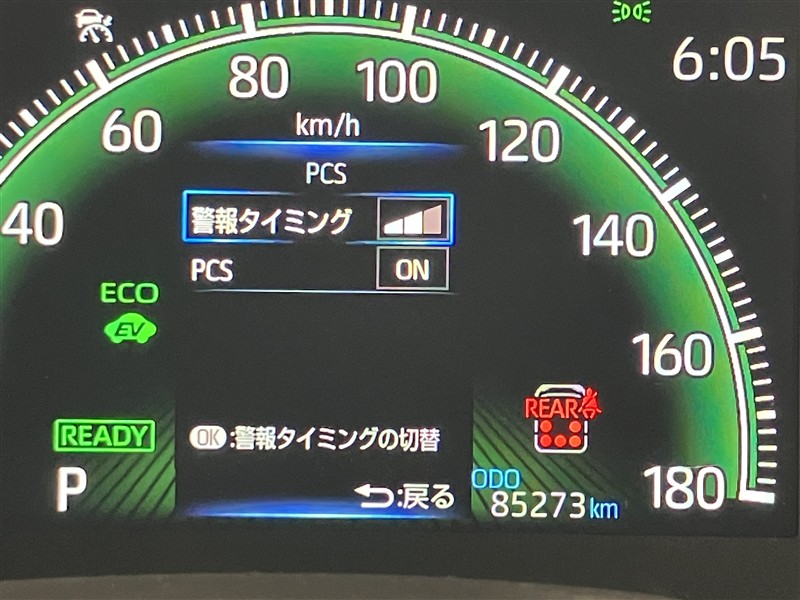 6:05
80 100
60 km/h 120
PCS
40 警報タイミング 140
PCS ON
ECO
EV
160
REAR
READY OK:警報タイミングの切替
P :戻る ODO 180
85273km